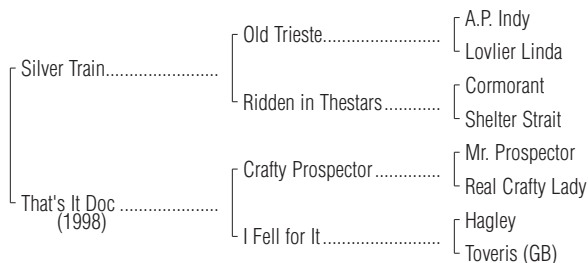 A.P. Indy
Old Trieste
Lovlier Linda
Silver Train
Cormorant
Ridden in Thestars
Shelter Strait
Mr. Prospector
Crafty Prospector
Real Crafty Lady
That's It Doc
(1998)
Hagley
I Fell for It
Toveris (GB)